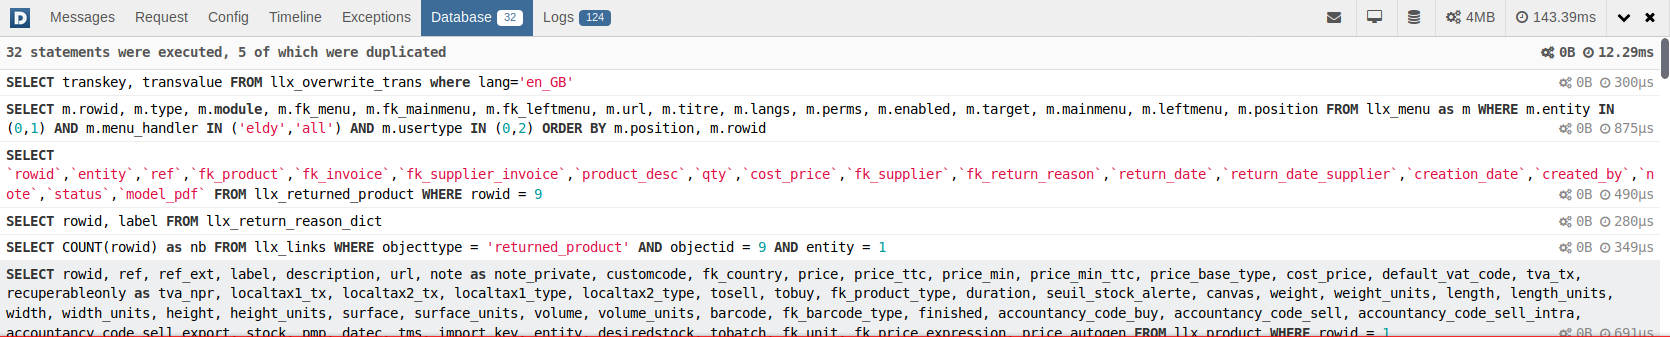 D Messages Request Config Timeline Exceptions Database 32 Logs 124 4MB 143.39ms
32 statements were executed, 5 of which were duplicated 0B 12.29ms
SELECT transkey, transvalue FROM llx_overwrite_trans where lang='en_GB' 0B 300µs
SELECT m.rowid, m.type, m.module, m.fk_menu, m.fk_mainmenu, m.fk_leftmenu, m.url, m.titre, m.langs, m.perms, m.enabled, m.target, m.mainmenu, m.leftmenu, m.position FROM llx_menu as m WHERE m.entity IN
(0,1) AND m.menu_handler IN ('eldy','all') AND m.usertype IN (0,2) ORDER BY m.position, m.rowid 0B 875µs
SELECT
`rowid`,`entity`,`ref`,`fk_product`,`fk_invoice`,`fk_supplier_invoice`,`product_desc`,`qty`,`cost_price`,`fk_supplier`,`fk_return_reason`,`return_date`,`return_date_supplier`,`creation_date`,`created_by`,`n
ote`,`status`,`model_pdf` FROM llx_returned_product WHERE rowid = 9 0B 490µs
SELECT rowid, label FROM llx_return_reason_dict 0B 280µs
SELECT COUNT(rowid) as nb FROM llx_links WHERE objecttype = 'returned_product' AND objectid = 9 AND entity = 1 0B 349µs
SELECT rowid, ref, ref_ext, label, description, url, note as note_private, customcode, fk_country, price, price_ttc, price_min, price_min_ttc, price_base_type, cost_price, default_vat_code, tva_tx,
recuperableonly as tva_npr, localtax1_tx, localtax2_tx, localtax1_type, localtax2_type, tosell, tobuy, fk_product_type, duration, seuil_stock_alerte, canvas, weight, weight_units, length, length_units,
width, width_units, height, height_units, surface, surface_units, volume, volume_units, barcode, fk_barcode_type, finished, accountancy_code_buy, accountancy_code_sell, accountancy_code_sell_intra,
accountancy_code_sell_export, stock, pmp, datec, tms, import_key, entity, desiredstock, tobatch, fk_unit, fk_price_expression, price_autogen FROM llx_product WHERE rowid = 1 0B 691µs